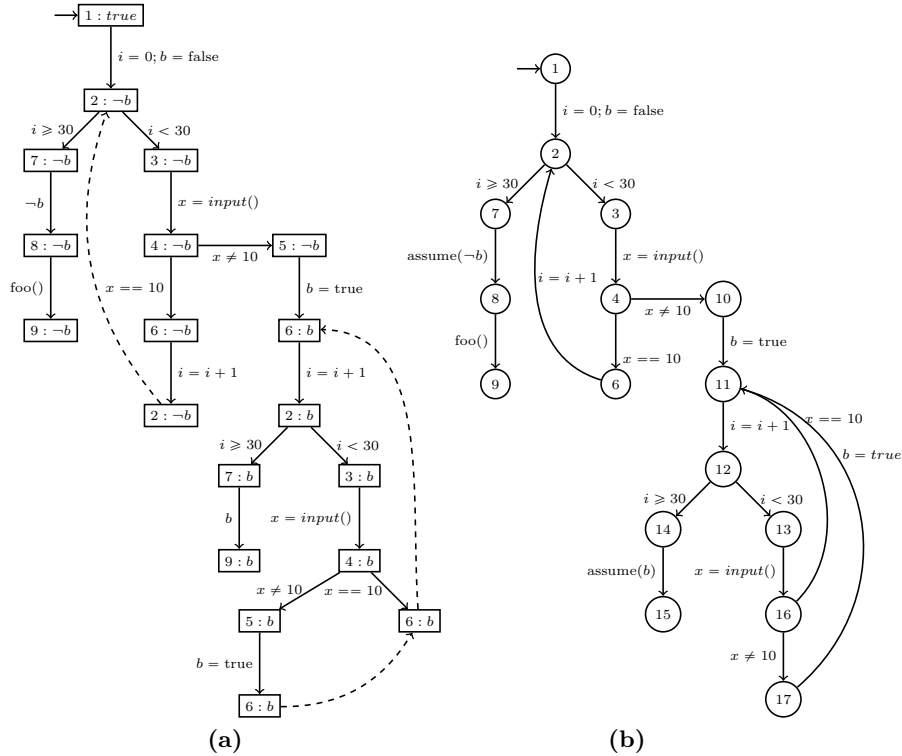 1 : true
i = 0; b = false
2 : ¬b
i ⩾ 30
i < 30
7 : ¬b
3 : ¬b
¬b
x = input()
8 : ¬b
4 : ¬b
5 : ¬b
x ≠ 10
foo()
x == 10
b = true
9 : ¬b
6 : ¬b
6 : b
i = i + 1
i = i + 1
2 : ¬b
2 : b
i ⩾ 30
i < 30
7 : b
3 : b
b
x = input()
9 : b
4 : b
x ≠ 10
x == 10
5 : b
6 : b
b = true
6 : b
(a)
1
i = 0; b = false
2
i ⩾ 30
i < 30
7
3
assume(¬b)
x = input()
i = i + 1
8
4
10
x ≠ 10
foo()
x == 10
b = true
9
6
11
x == 10
i = i + 1
b = true
12
i ⩾ 30
i < 30
14
13
assume(b)
x = input()
15
16
x ≠ 10
17
(b)